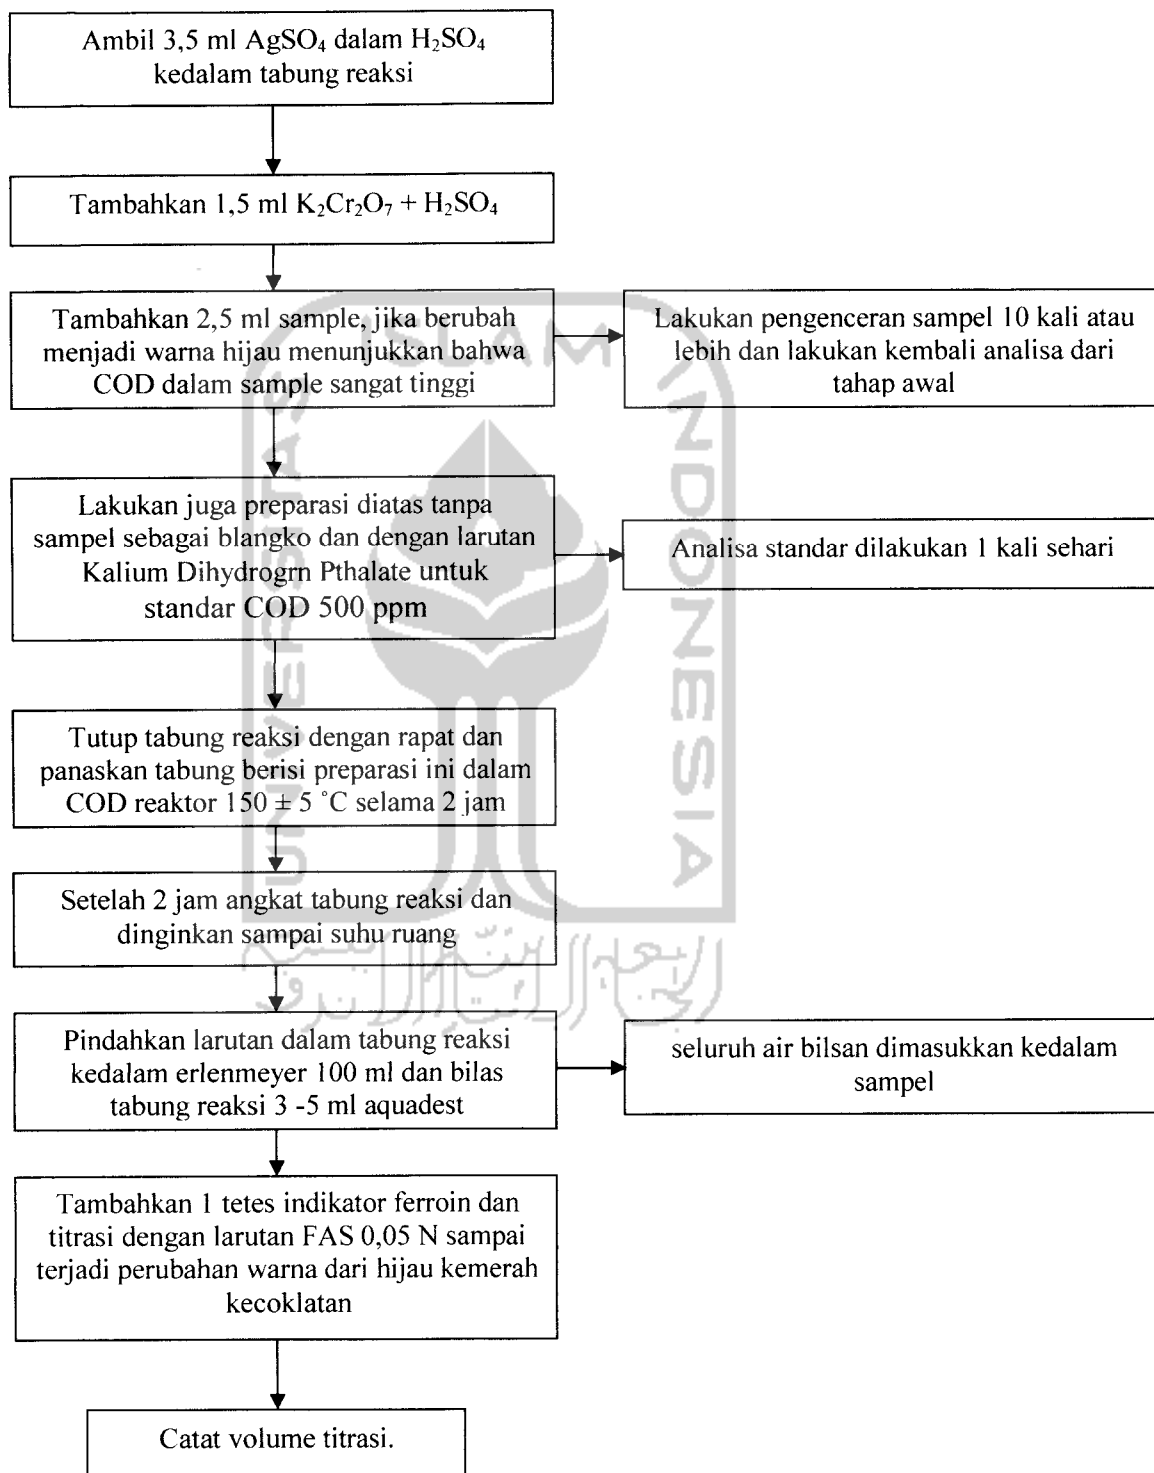 Ambil 3,5 ml AgSO₄ dalam H₂SO₄
kedalam tabung reaksi
Tambahkan 1,5 ml K₂Cr₂O₇ + H₂SO₄
Tambahkan 2,5 ml sample, jika berubah
menjadi warna hijau menunjukkan bahwa
COD dalam sample sangat tinggi
Lakukan pengenceran sampel 10 kali atau
lebih dan lakukan kembali analisa dari
tahap awal
Lakukan juga preparasi diatas tanpa
sampel sebagai blangko dan dengan larutan
Kalium Dihydrogrn Pthalate untuk
standar COD 500 ppm
Analisa standar dilakukan 1 kali sehari
Tutup tabung reaksi dengan rapat dan
panaskan tabung berisi preparasi ini dalam
COD reaktor 150 ± 5 °C selama 2 jam
Setelah 2 jam angkat tabung reaksi dan
dinginkan sampai suhu ruang
Pindahkan larutan dalam tabung reaksi
kedalam erlenmeyer 100 ml dan bilas
tabung reaksi 3 -5 ml aquadest
seluruh air bilsan dimasukkan kedalam
sampel
Tambahkan 1 tetes indikator ferroin dan
titrasi dengan larutan FAS 0,05 N sampai
terjadi perubahan warna dari hijau kemerah
kecoklatan
Catat volume titrasi.
UNIVERSITAS
ISLAM
INDONESIA